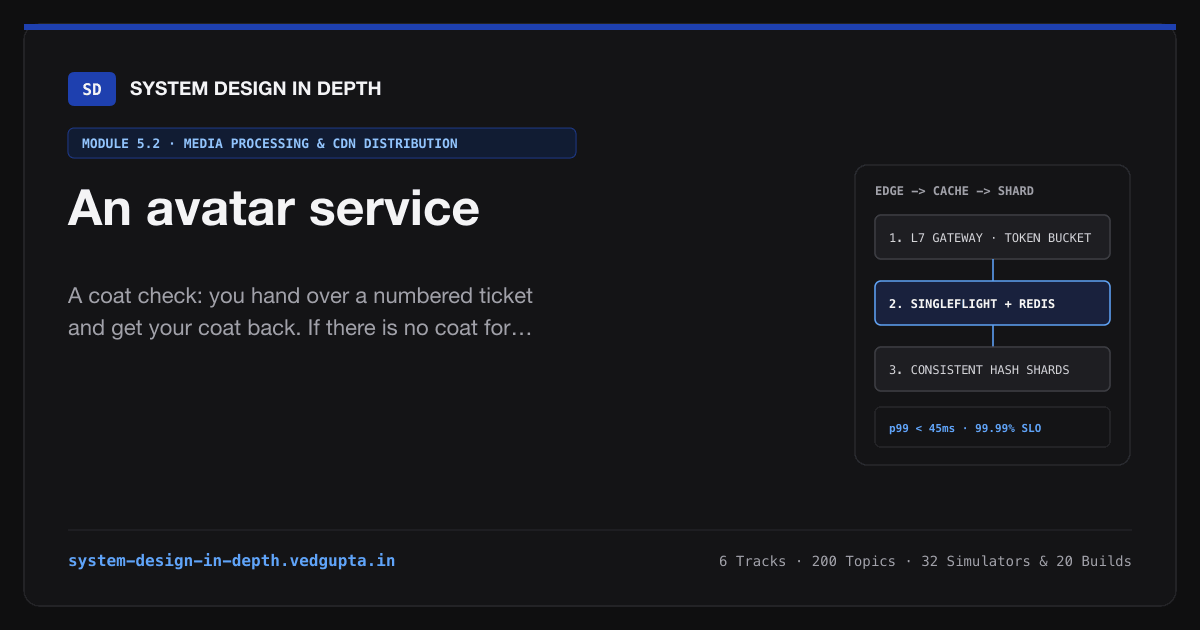 SD
SYSTEM DESIGN IN DEPTH
MODULE 5.2 · MEDIA PROCESSING & CDN DISTRIBUTION
An avatar service
A coat check: you hand over a numbered ticket
and get your coat back. If there is no coat for…
EDGE —> CACHE —> SHARD
1. L7 GATEWAY · TOKEN BUCKET
2. SINGLEFLIGHT + REDIS
3. CONSISTENT HASH SHARDS
p99 < 45ms · 99.99% SLO
system-design-in-depth.vedgupta.in
6 Tracks · 200 Topics · 32 Simulators & 20 Builds